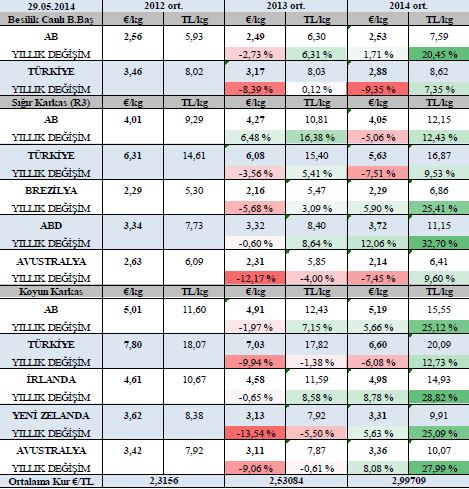 29.05.2014 2012 ort. 2013 ort. 2014 ort.
Besilik Canlı B.Baş €/kg TL/kg €/kg TL/kg €/kg TL/kg
AB 2,56 5,93 2,49 6,30 2,53 7,59
YILLIK DEĞİŞİM -2,73 % 6,31 % 1,71 % 20,45 %
TÜRKİYE 3,46 8,02 3,17 8,03 2,88 8,62
YILLIK DEĞİŞİM -8,39 % 0,12 % -9,35 % 7,35 %
Sığır Karkas (R3) €/kg TL/kg €/kg TL/kg €/kg TL/kg
AB 4,01 9,29 4,27 10,81 4,05 12,15
YILLIK DEĞİŞİM 6,48 % 16,38 % -5,06 % 12,43 %
TÜRKİYE 6,31 14,61 6,08 15,40 5,63 16,87
YILLIK DEĞİŞİM -3,56 % 5,41 % -7,51 % 9,53 %
BREZİLYA 2,29 5,30 2,16 5,47 2,29 6,86
YILLIK DEĞİŞİM -5,68 % 3,09 % 5,90 % 25,41 %
ABD 3,34 7,73 3,32 8,40 3,72 11,15
YILLIK DEĞİŞİM -0,60 % 8,64 % 12,06 % 32,70 %
AVUSTRALYA 2,63 6,09 2,31 5,85 2,14 6,41
YILLIK DEĞİŞİM -12,17 % -4,00 % -7,45 % 9,60 %
Koyun Karkas €/kg TL/kg €/kg TL/kg €/kg TL/kg
AB 5,01 11,60 4,91 12,43 5,19 15,55
YILLIK DEĞİŞİM -1,97 % 7,15 % 5,66 % 25,12 %
TÜRKİYE 7,80 18,07 7,03 17,82 6,60 20,09
YILLIK DEĞİŞİM -9,94 % -1,38 % -6,08 % 12,73 %
İRLANDA 4,61 10,67 4,58 11,59 4,98 14,93
YILLIK DEĞİŞİM -0,65 % 8,58 % 8,78 % 28,82 %
YENİ ZELANDA 3,62 8,38 3,13 7,92 3,31 9,91
YILLIK DEĞİŞİM -13,54 % -5,50 % 5,63 % 25,09 %
AVUSTRALYA 3,42 7,92 3,11 7,87 3,36 10,07
YILLIK DEĞİŞİM -9,06 % -0,61 % 8,08 % 27,99 %
Ortalama Kur €/TL 2,3156 2,53084 2,99709